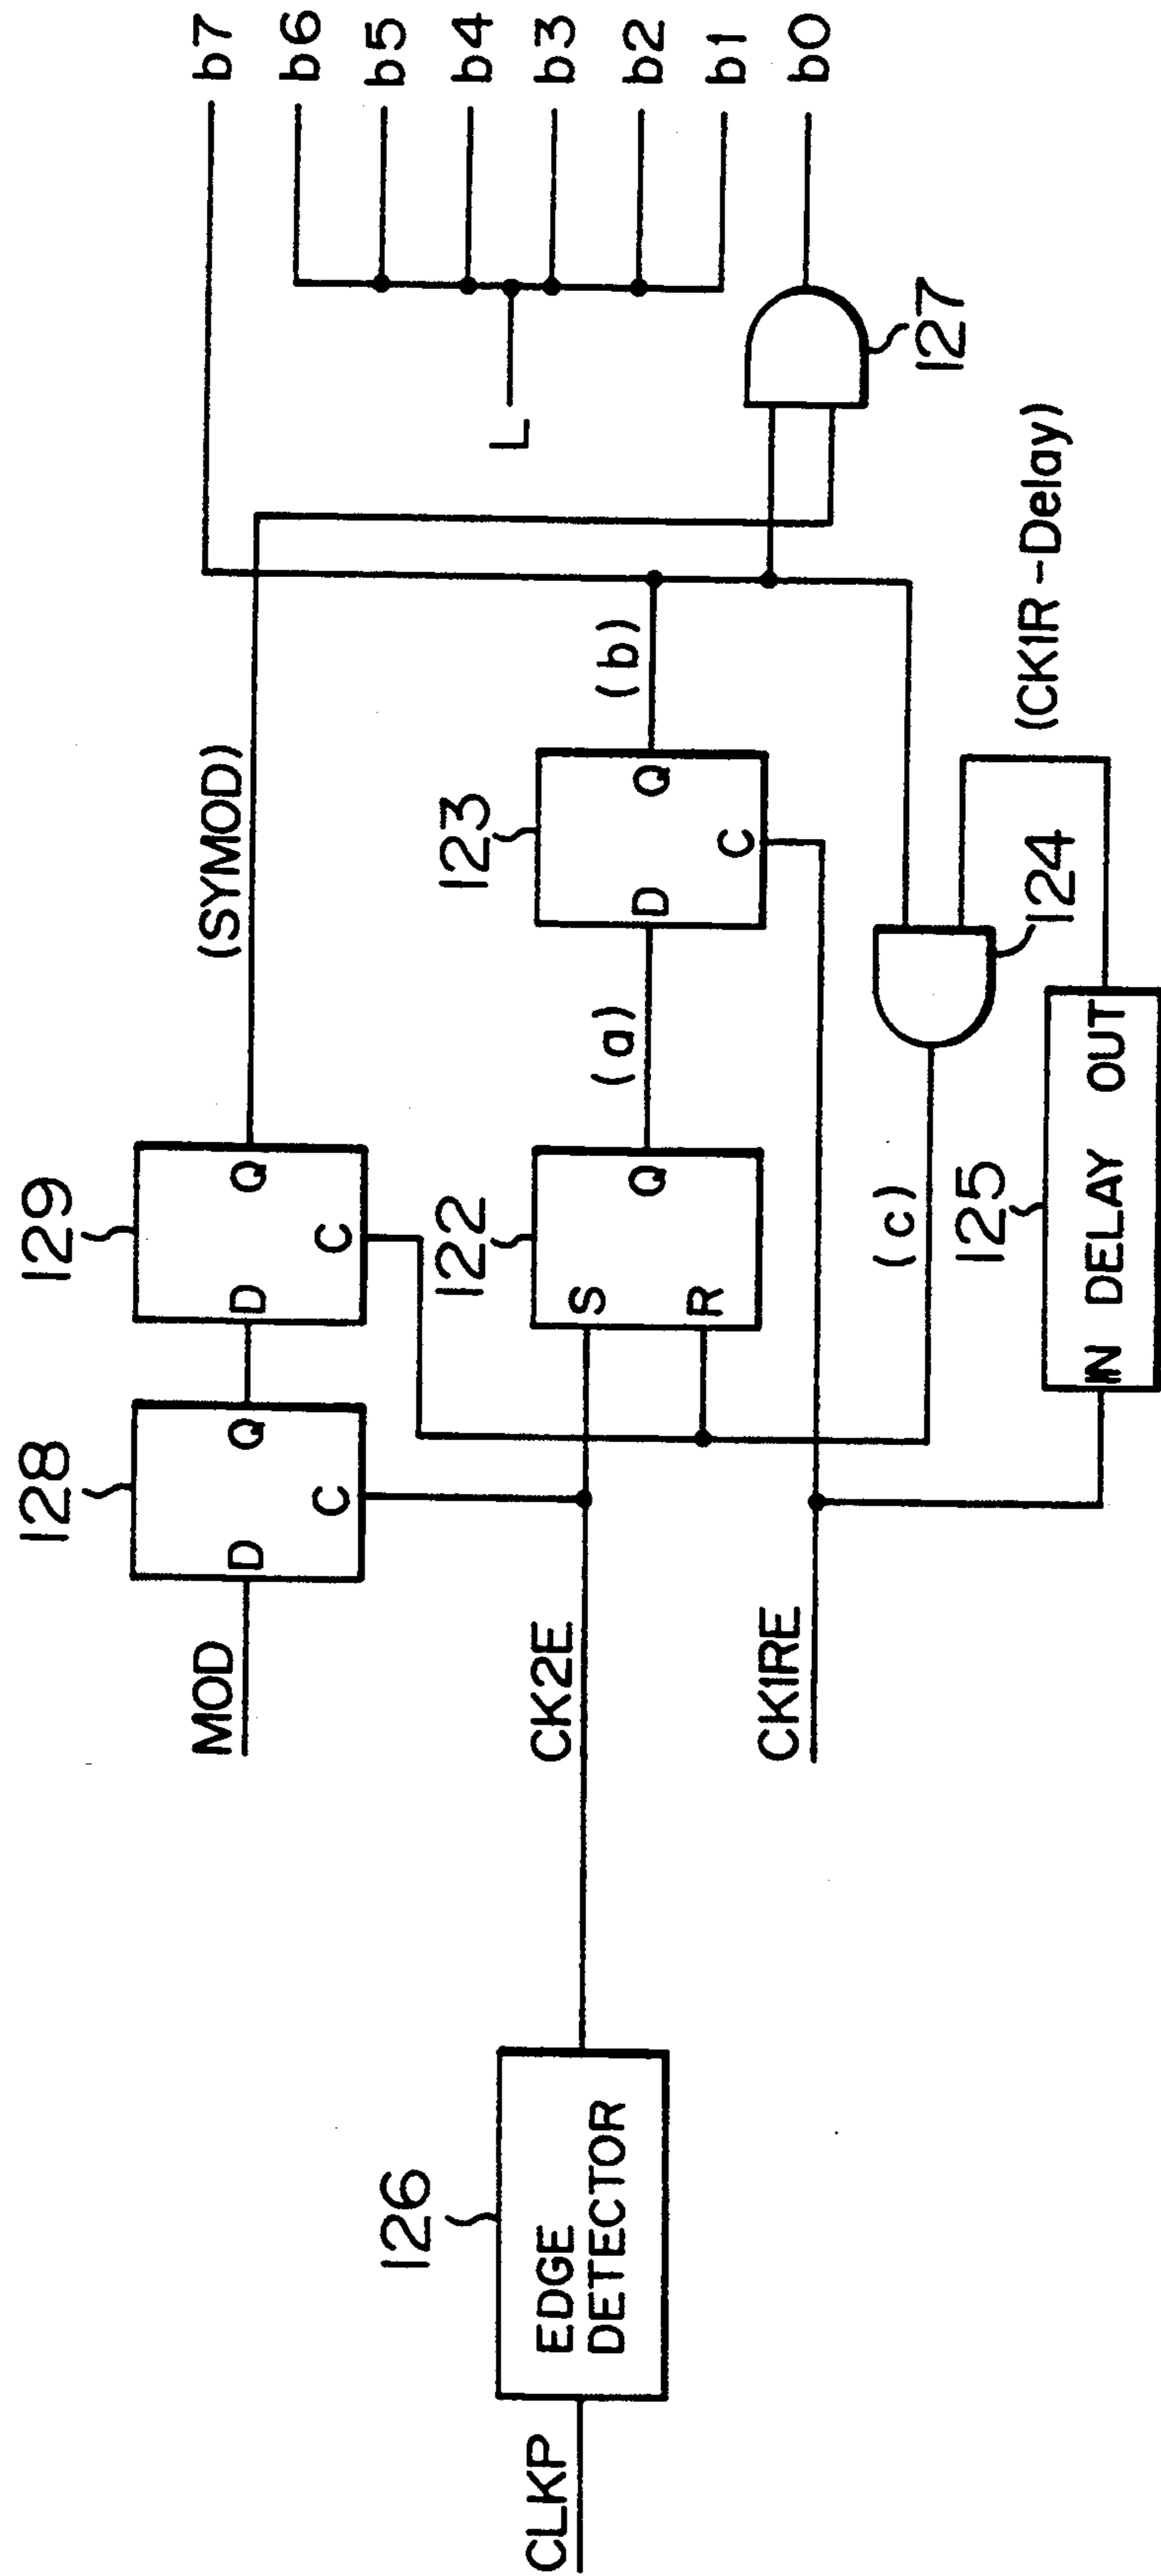 CLKP
126
EDGE
DETECTOR
MOD
CK2E
CK1RE
128
D
Q
C
129
D
Q
C
(SYMOD)
122
S
R
Q
(a)
123
D
Q
C
(b)
(c)
124
125
IN DELAY OUT
(CK1R-Delay)
127
L
b7
b6
b5
b4
b3
b2
b1
b0